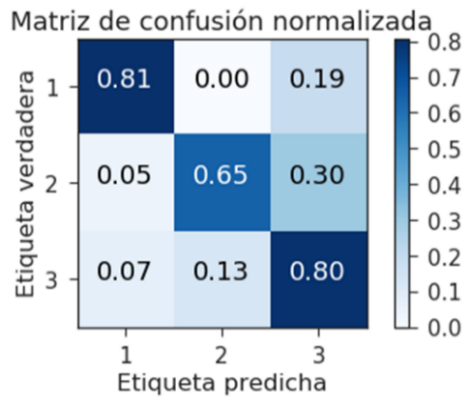 Matriz de confusión normalizada
Etiqueta verdadera
1 0.81 0.00 0.19
2 0.05 0.65 0.30
3 0.07 0.13 0.80
1 2 3
Etiqueta predicha
0.8
0.7
0.6
0.5
0.4
0.3
0.2
0.1
0.0